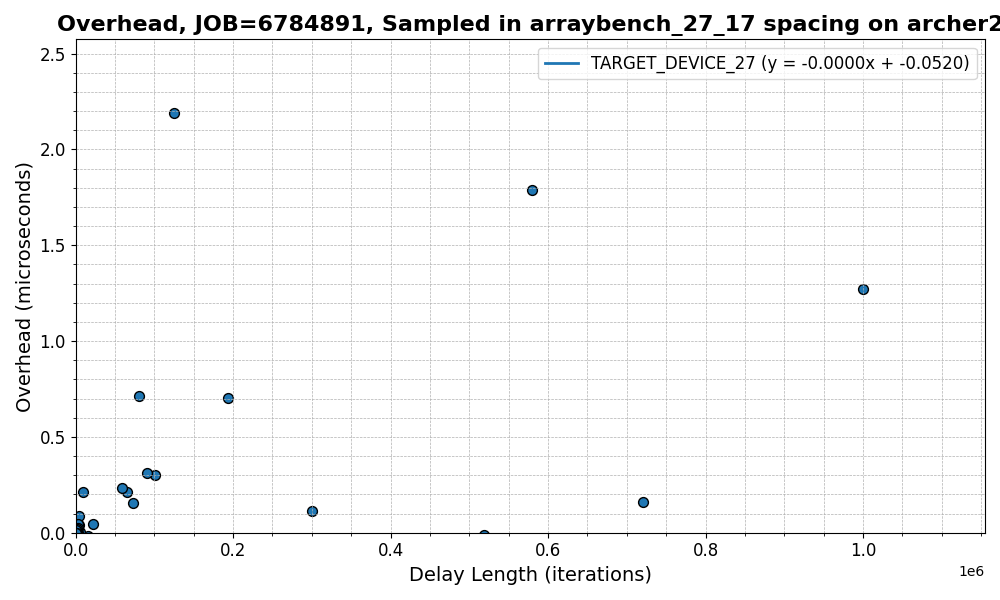 Overhead, JOB=6784891, Sampled in arraybench_27_17 spacing on archer2
TARGET_DEVICE_27 (y = -0.0000x + -0.0520)
Overhead (microseconds)
2.5
2.0
1.5
1.0
0.5
0.0
0.0 0.2 0.4 0.6 0.8 1.0
1e6
Delay Length (iterations)